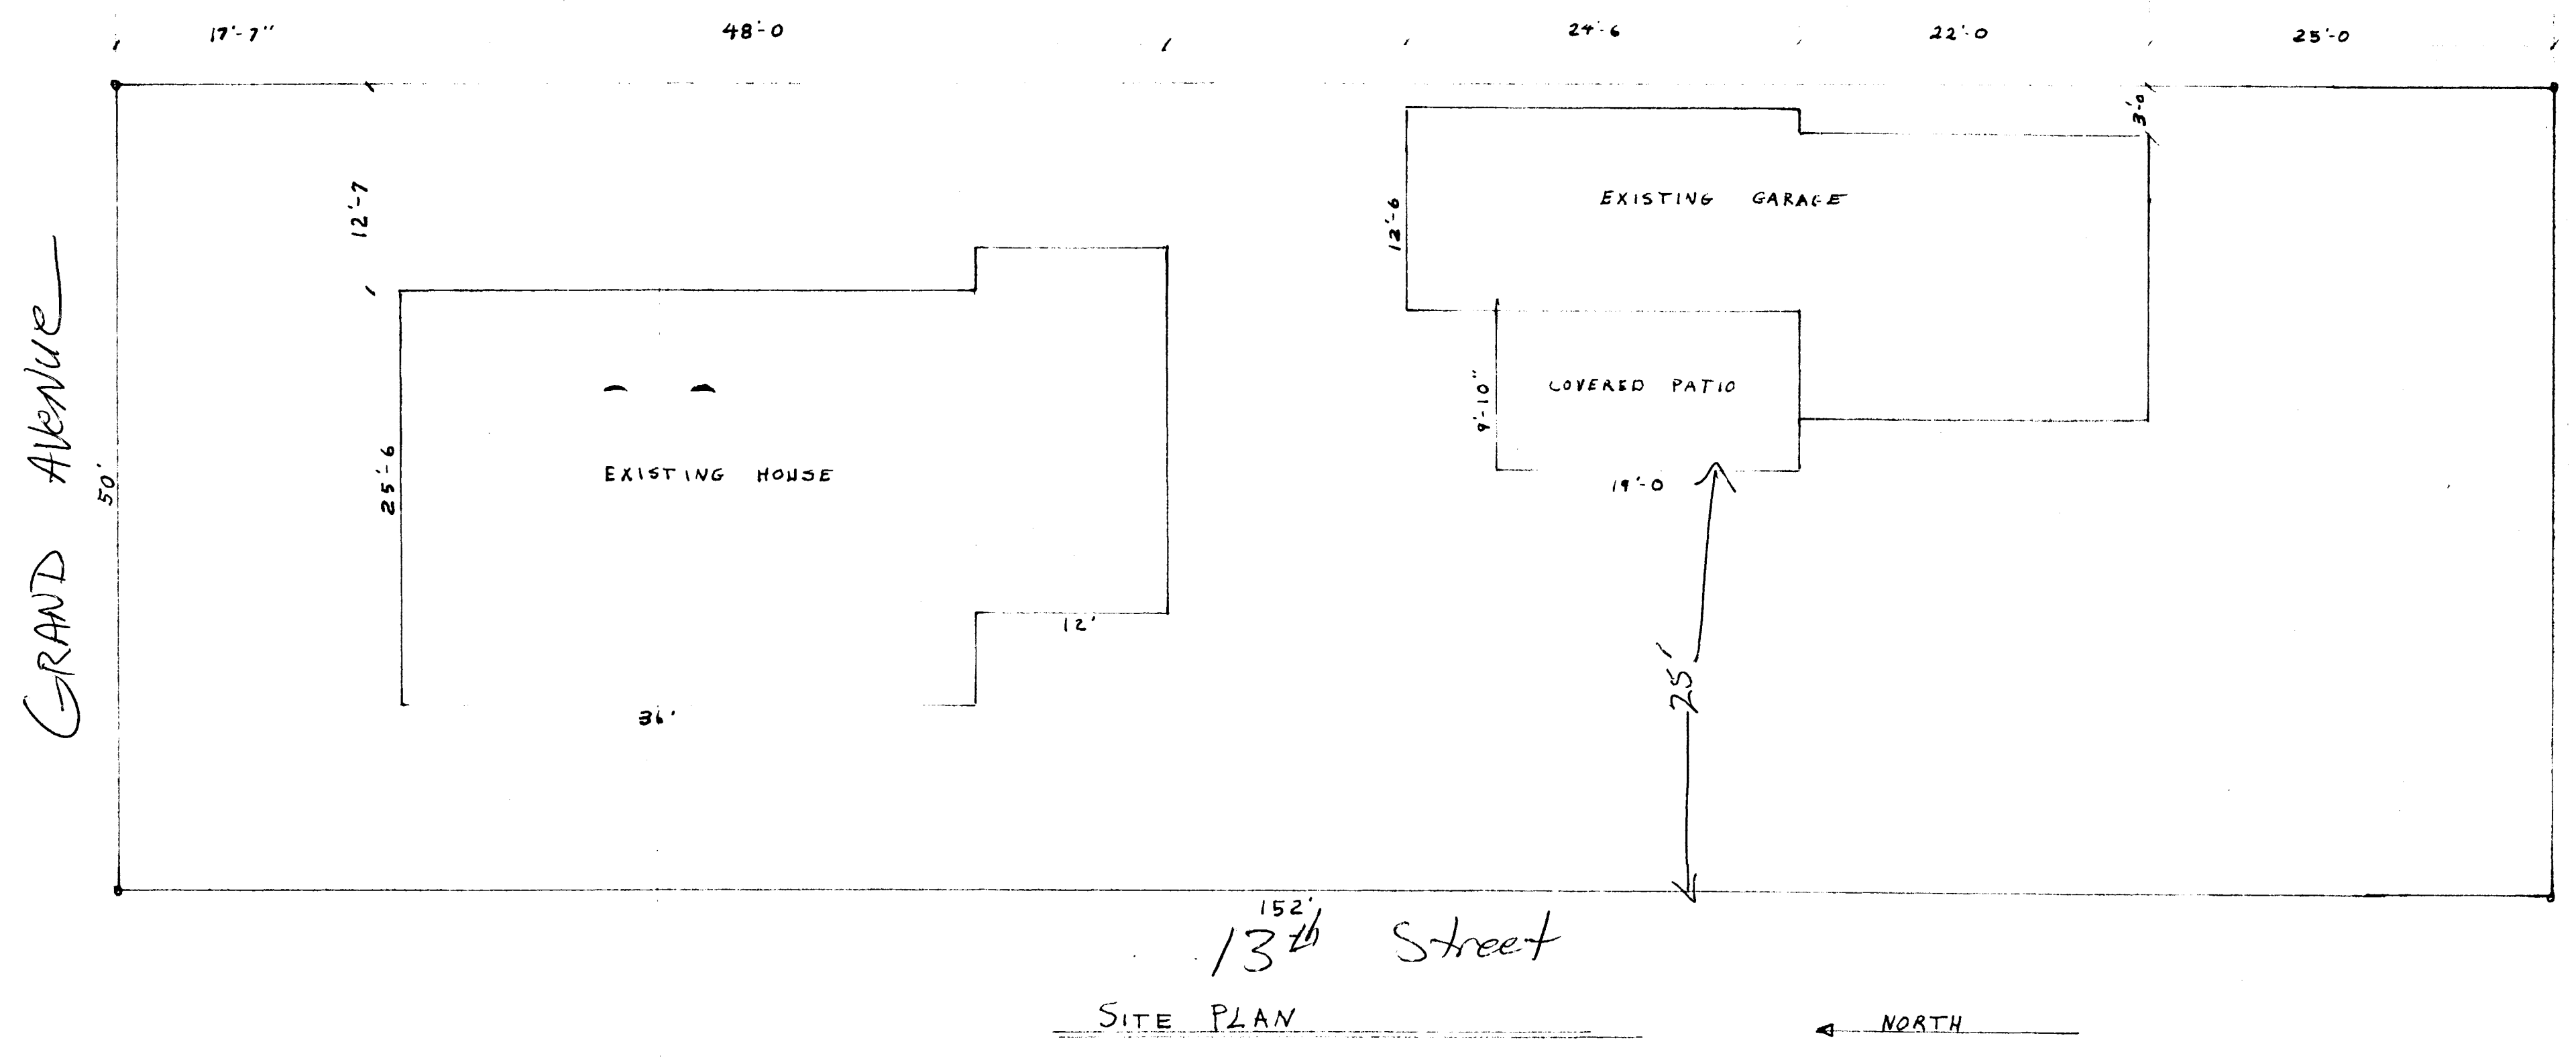 17'-7"
48'-0
24'-6
22'-0
25'-0
3'-0
12'-7
12'-6
EXISTING GARAGE
GRAND AVENUE
50'
25'-6
EXISTING HOUSE
9'-10"
COVERED PATIO
19'-0
12'
36'
25'
152'
13th Street
SITE PLAN
NORTH